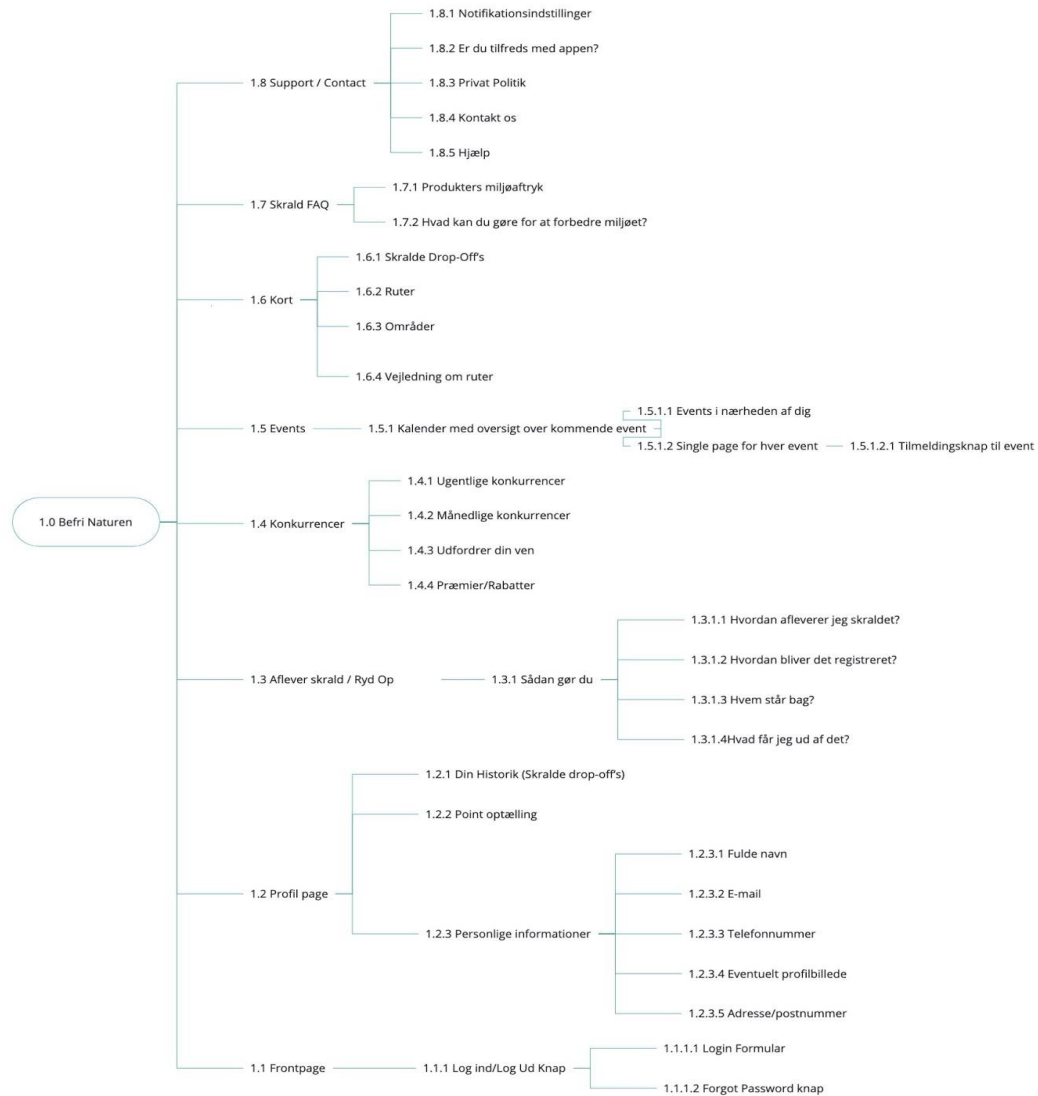 1.8.1 Notifikationsindstillinger
1.8.2 Er du tilfreds med appen?
1.8 Support / Contact
1.8.3 Privat Politik
1.8.4 Kontakt os
1.8.5 Hjælp
1.7.1 Produkters miljøaftryk
1.7 Skrald FAQ
1.7.2 Hvad kan du gøre for at forbedre miljøet?
1.6.1 Skralde Drop-Off's
1.6.2 Ruter
1.6 Kort
1.6.3 Områder
1.6.4 Vejledning om ruter
1.5.1.1 Events i nærheden af dig
1.5 Events
1.5.1 Kalender med oversigt over kommende event
1.5.1.2 Single page for hver event
1.5.1.2.1 Tilmeldingsknap til event
1.4.1 Ugentlige konkurrencer
1.4.2 Månedlige konkurrencer
1.0 Befri Naturen
1.4 Konkurrencer
1.4.3 Udfordrer din ven
1.4.4 Præmier/Rabatter
1.3.1.1 Hvordan afleverer jeg skraldet?
1.3.1.2 Hvordan bliver det registreret?
1.3 Aflever skrald / Ryd Op
1.3.1 Sådan gør du
1.3.1.3 Hvem står bag?
1.3.1.4Hvad får jeg ud af det?
1.2.1 Din Historik (Skralde drop-off's)
1.2.2 Point optælling
1.2.3.1 Fulde navn
1.2 Profil page
1.2.3.2 E-mail
1.2.3 Personlige informationer
1.2.3.3 Telefonnummer
1.2.3.4 Eventuelt profilbillede
1.2.3.5 Adresse/postnummer
1.1.1.1 Login Formular
1.1 Frontpage
1.1.1 Log ind/Log Ud Knap
1.1.1.2 Forgot Password knap